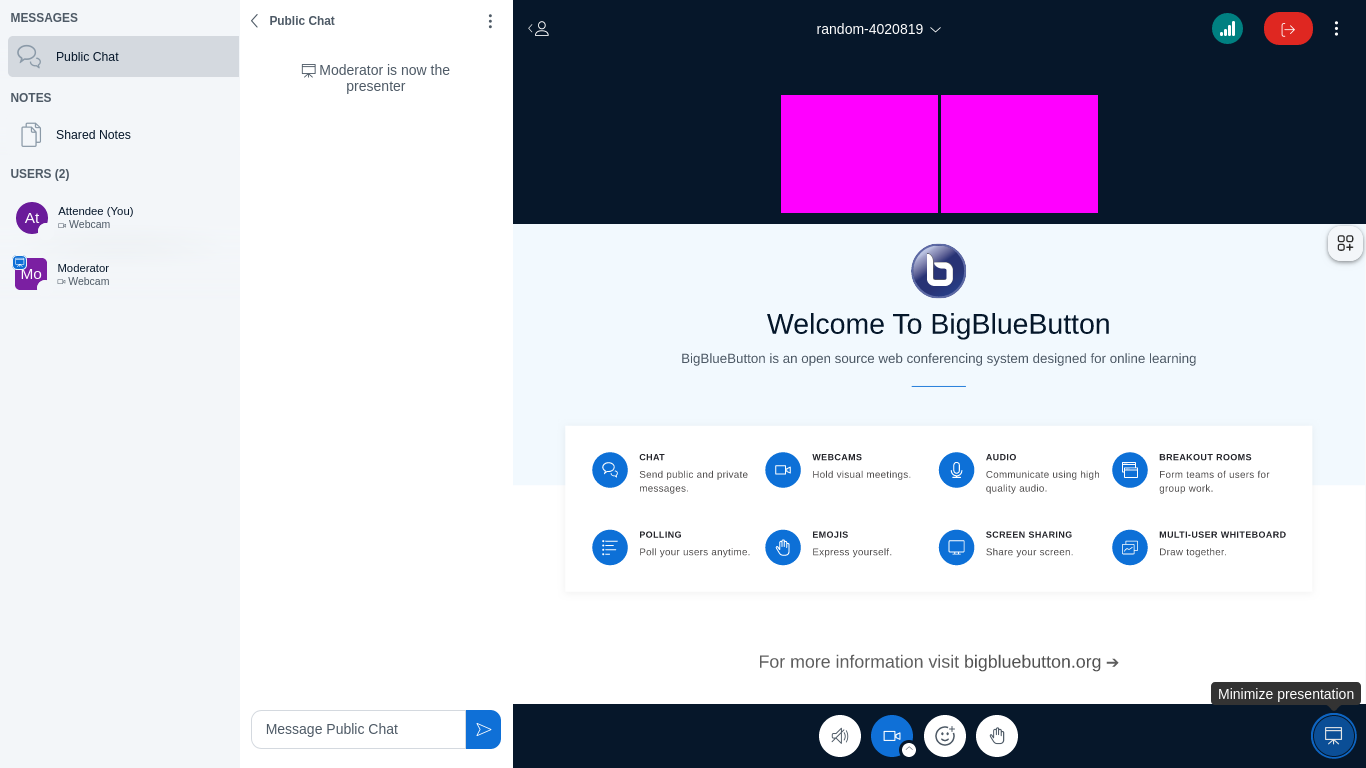 MESSAGES
Public Chat
NOTES
Shared Notes
USERS (2)
At
Attendee (You)
Webcam
Mo
Moderator
Webcam
Public Chat
Moderator is now the
presenter
Message Public Chat
random-4020819
Welcome To BigBlueButton
BigBlueButton is an open source web conferencing system designed for online learning
CHAT
Send public and private
messages.
WEBCAMS
Hold visual meetings.
AUDIO
Communicate using high
quality audio.
BREAKOUT ROOMS
Form teams of users for
group work.
POLLING
Poll your users anytime.
EMOJIS
Express yourself.
SCREEN SHARING
Share your screen.
MULTI-USER WHITEBOARD
Draw together.
For more information visit bigbluebutton.org ➔
Minimize presentation